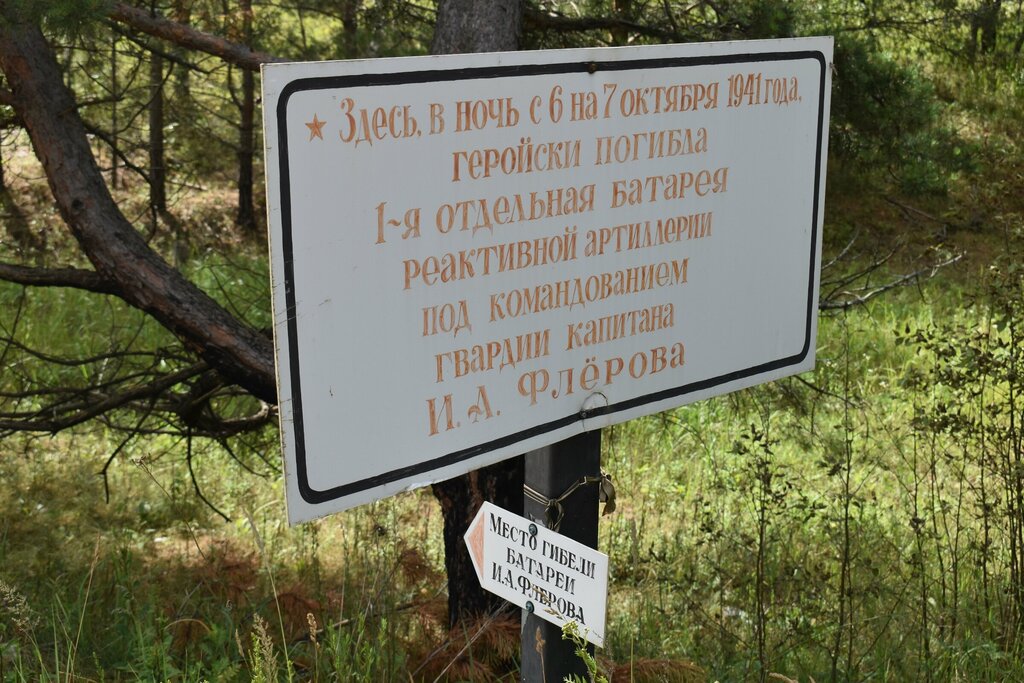 Здесь, в ночь с 6 на 7 октября 1941 года,
геройски погибла
1-я отдельная батарея
реактивной артиллерии
под командованием
гвардии капитана
И. А. Флёрова
Место гибели
батареи
И.А.Флёрова